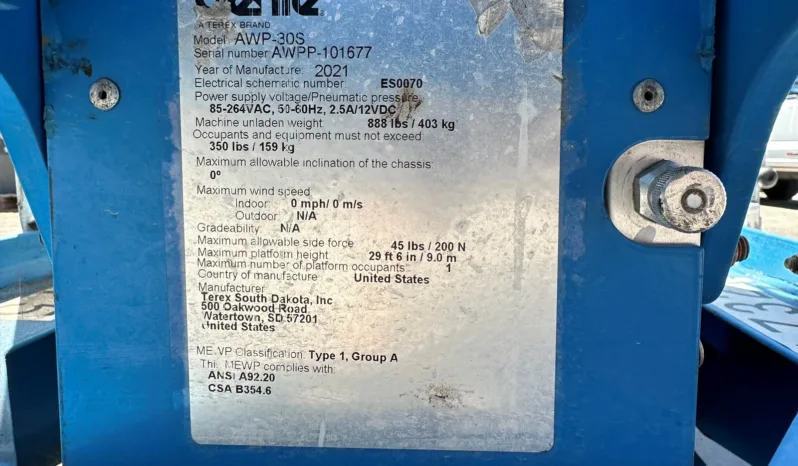 Genie
A TEREX BRAND
Model: AWP-30S
Serial number: AWPP-101677
Year of Manufacture: 2021
Electrical schematic number: ES0070
Power supply voltage/Pneumatic pressure:
85-264VAC, 50-60Hz, 2.5A/12VDC
Machine unladen weight: 888 lbs / 403 kg
Occupants and equipment must not exceed:
350 lbs / 159 kg
Maximum allowable inclination of the chassis:
0°
Maximum wind speed:
Indoor: 0 mph/ 0 m/s
Outdoor: N/A
Gradeability: N/A
Maximum allowable side force 45 lbs / 200 N
Maximum platform height 29 ft 6 in / 9.0 m
Maximum number of platform occupants: 1
Country of manufacture: United States
Manufacturer:
Terex South Dakota, Inc
500 Oakwood Road
Watertown, SD 57201
United States
MEWP Classification: Type 1, Group A
This MEWP complies with:
ANSI A92.20
CSA B354.6